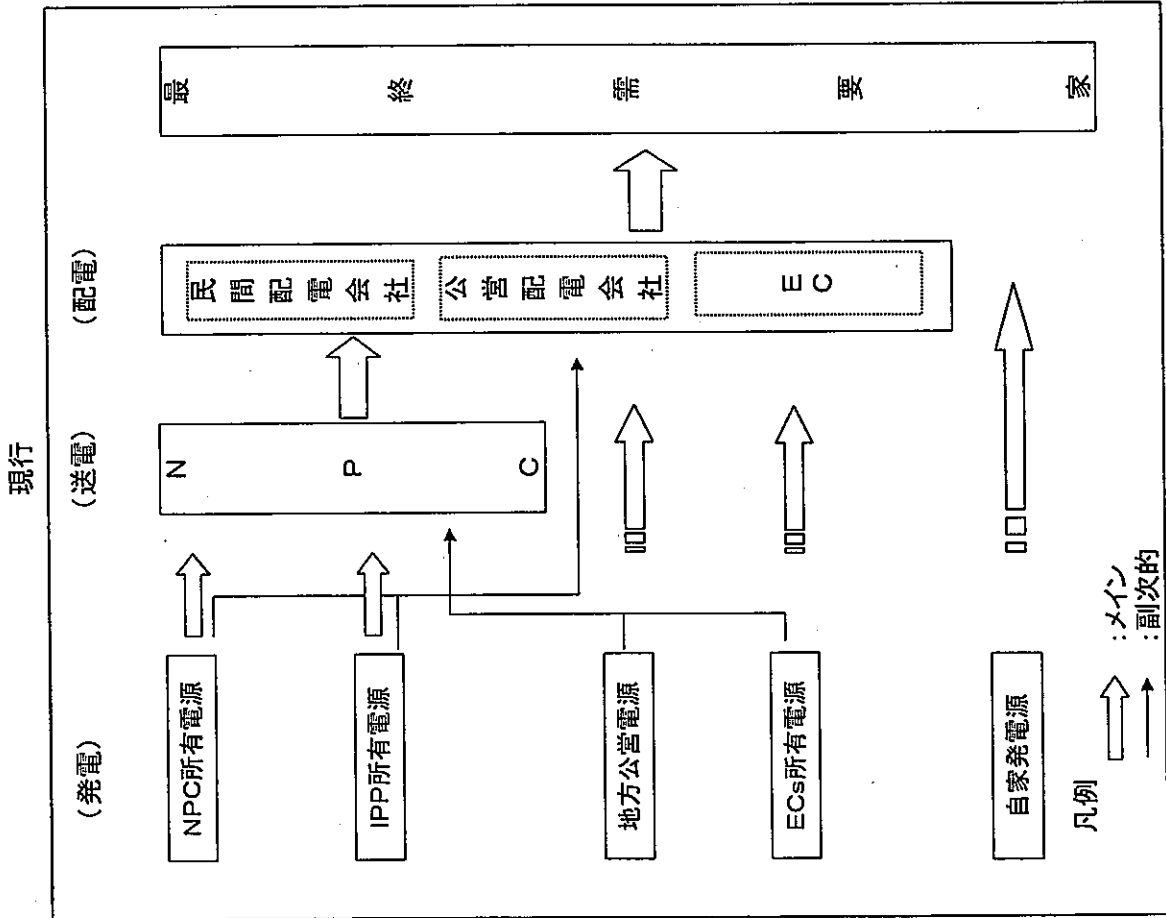 現行
(発電)
(送電)
(配電)
NPC所有電源
IPP所有電源
地方公営電源
ECs所有電源
自家発電源
NPC
民間配電会社
公営配電会社
EC
最終需要家
凡例
:メイン
:副次的